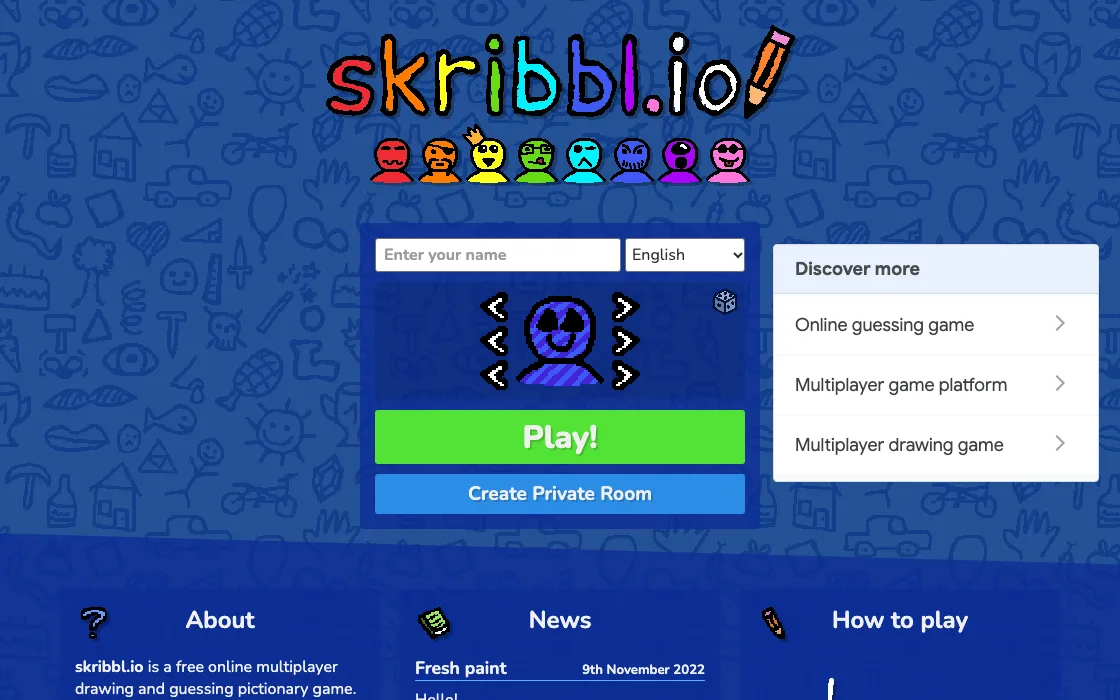 skribbl.io
Enter your name
English
Discover more
Online guessing game
Multiplayer game platform
Multiplayer drawing game
Play!
Create Private Room
About
skribbl.io is a free online multiplayer
drawing and guessing pictionary game.
News
Fresh paint
9th November 2022
Hello!
How to play